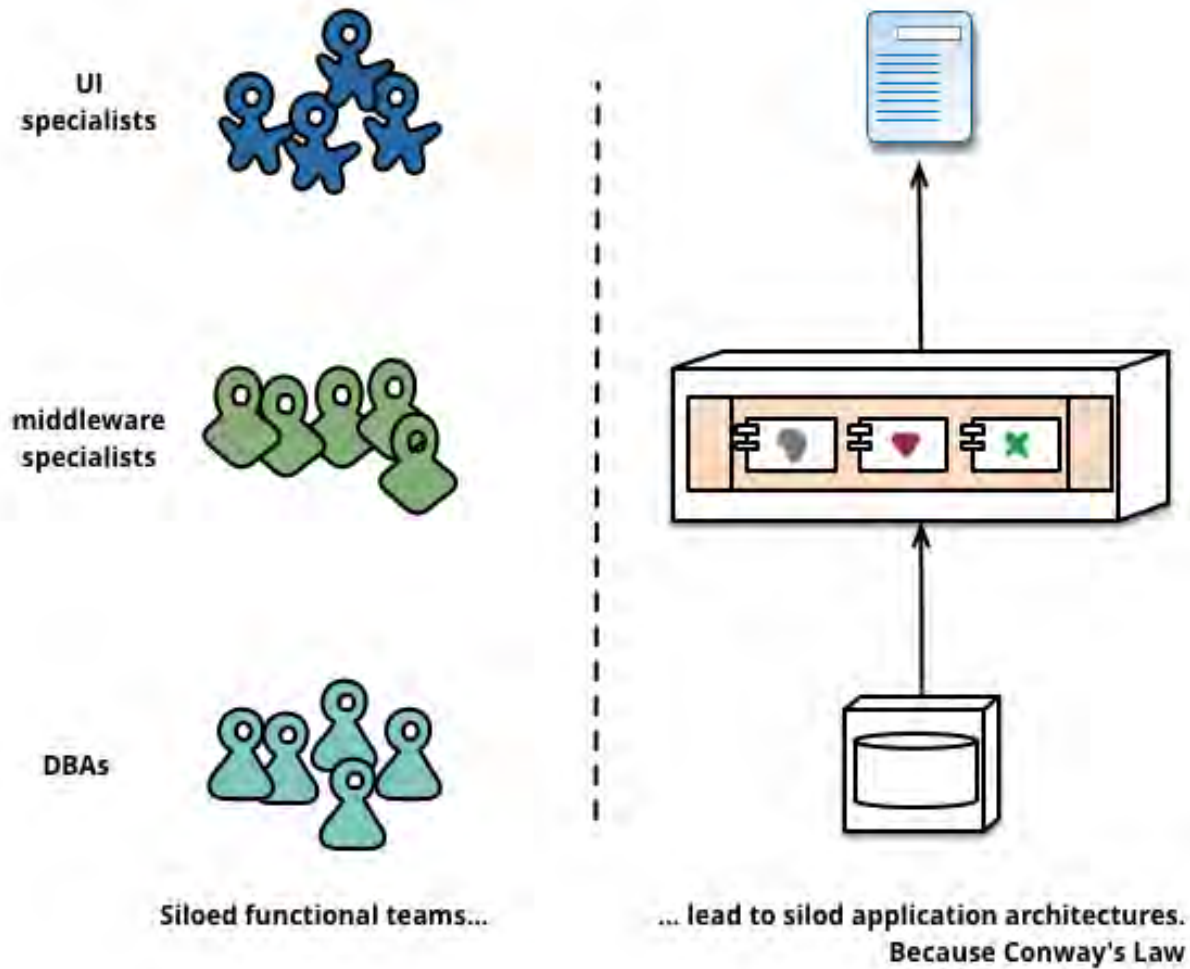 UI
specialists
middleware
specialists
DBAs
Siloed functional teams...
... lead to silod application architectures.
Because Conway's Law